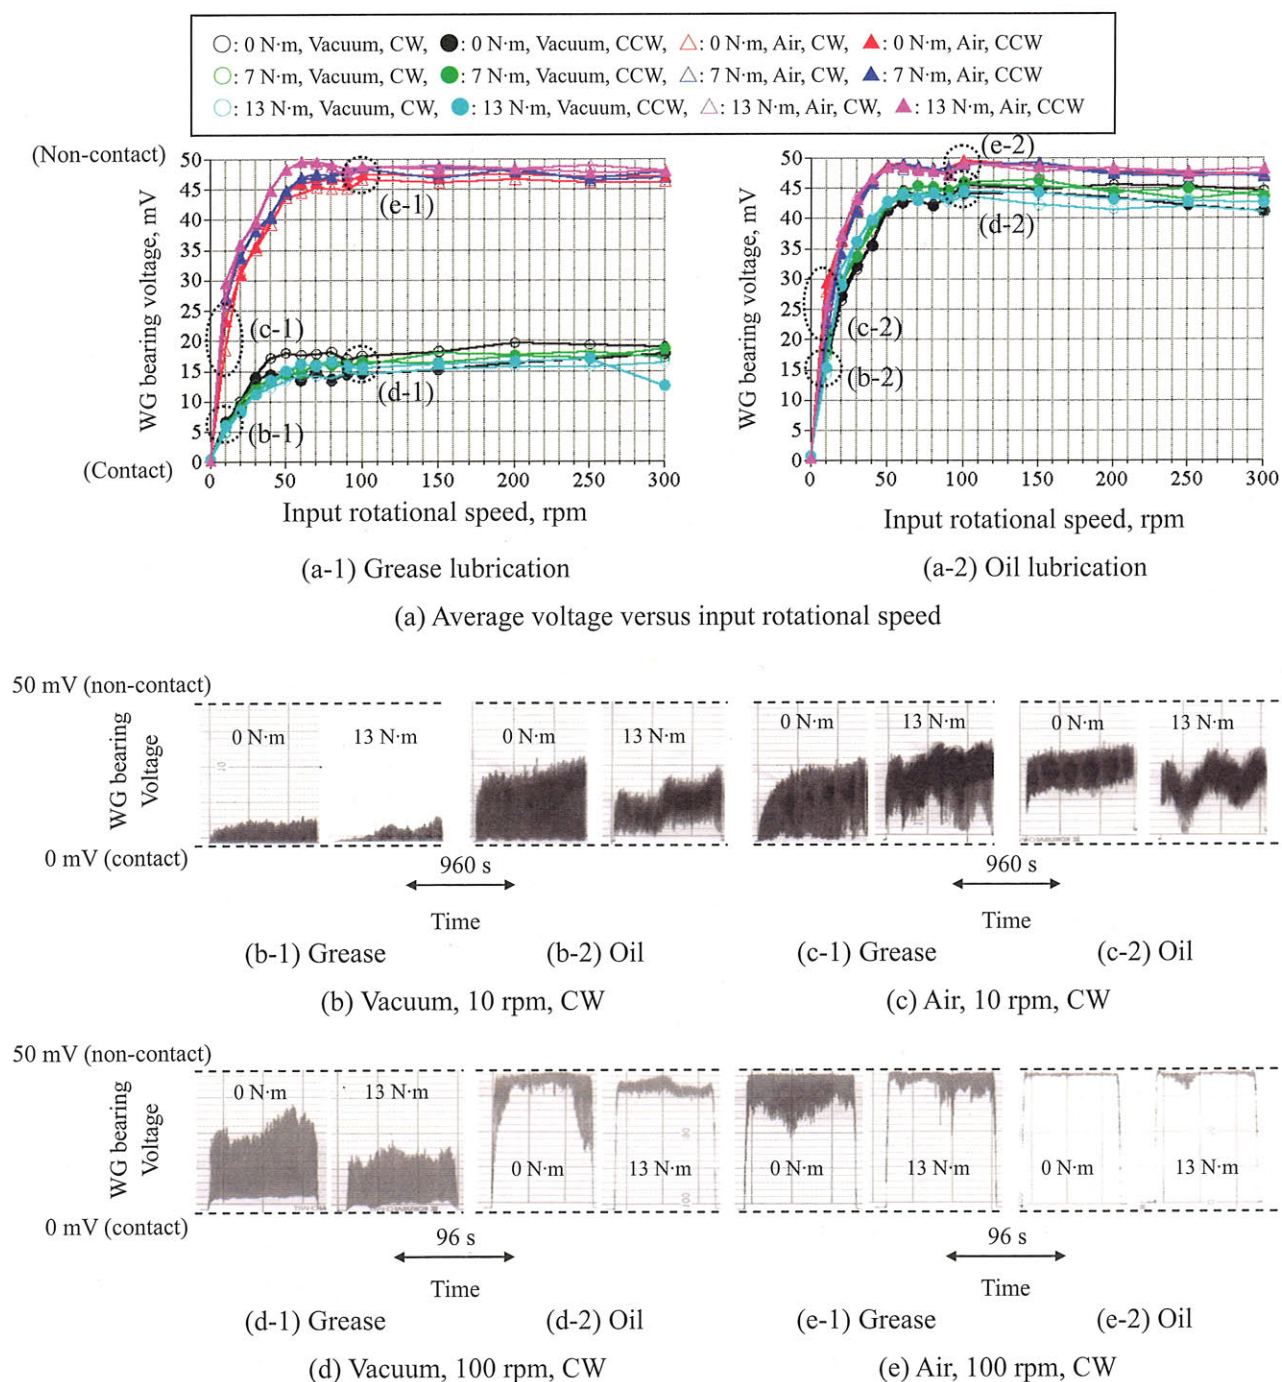 ○: 0 N·m, Vacuum, CW, ●: 0 N·m, Vacuum, CCW △: 0 N·m, Air, CW, ▲: 0 N·m, Air, CCW
○: 7 N·m, Vacuum, CW, ●: 7 N·m, Vacuum, CCW, △: 7 N·m, Air, CW, ▲: 7 N·m, Air, CCW
○: 13 N·m, Vacuum, CW, ●: 13 N·m, Vacuum, CCW, △: 13 N·m, Air, CW, ▲: 13 N·m, Air, CCW
(Non-contact)
WG bearing voltage, mV
50
45
40
35
30
25
20
15
10
5
0
(Contact)
0 50 100 150 200 250 300
(e-1)
(c-1)
(d-1)
(b-1)
Input rotational speed, rpm
(a-1) Grease lubrication
WG bearing voltage, mV
50
45
40
35
30
25
20
15
10
5
0
0 50 100 150 200 250 300
(e-2)
(d-2)
(c-2)
(b-2)
Input rotational speed, rpm
(a-2) Oil lubrication
(a) Average voltage versus input rotational speed
50 mV (non-contact)
WG bearing
Voltage
0 N·m 13 N·m 0 N·m 13 N·m 0 N·m 13 N·m 0 N·m 13 N·m
0 mV (contact)
960 s 960 s
Time Time
(b-1) Grease (b-2) Oil (c-1) Grease (c-2) Oil
(b) Vacuum, 10 rpm, CW (c) Air, 10 rpm, CW
50 mV (non-contact)
WG bearing
Voltage
0 N·m 13 N·m 0 N·m 13 N·m 0 N·m 13 N·m 0 N·m 13 N·m
0 mV (contact)
96 s 96 s
Time Time
(d-1) Grease (d-2) Oil (e-1) Grease (e-2) Oil
(d) Vacuum, 100 rpm, CW (e) Air, 100 rpm, CW